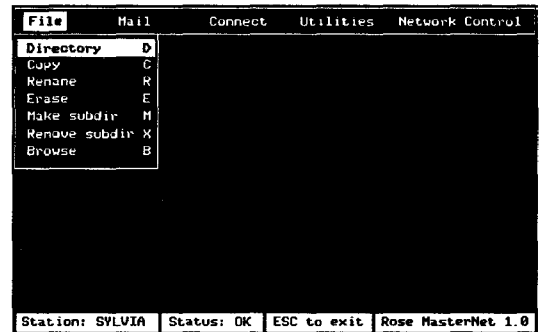 File Mail Connect Utilities Network Control
Directory D
Copy C
Rename R
Erase E
Make subdir M
Remove subdir X
Browse B
Station: SYLVIA Status: OK ESC to exit Rose MasterNet 1.0